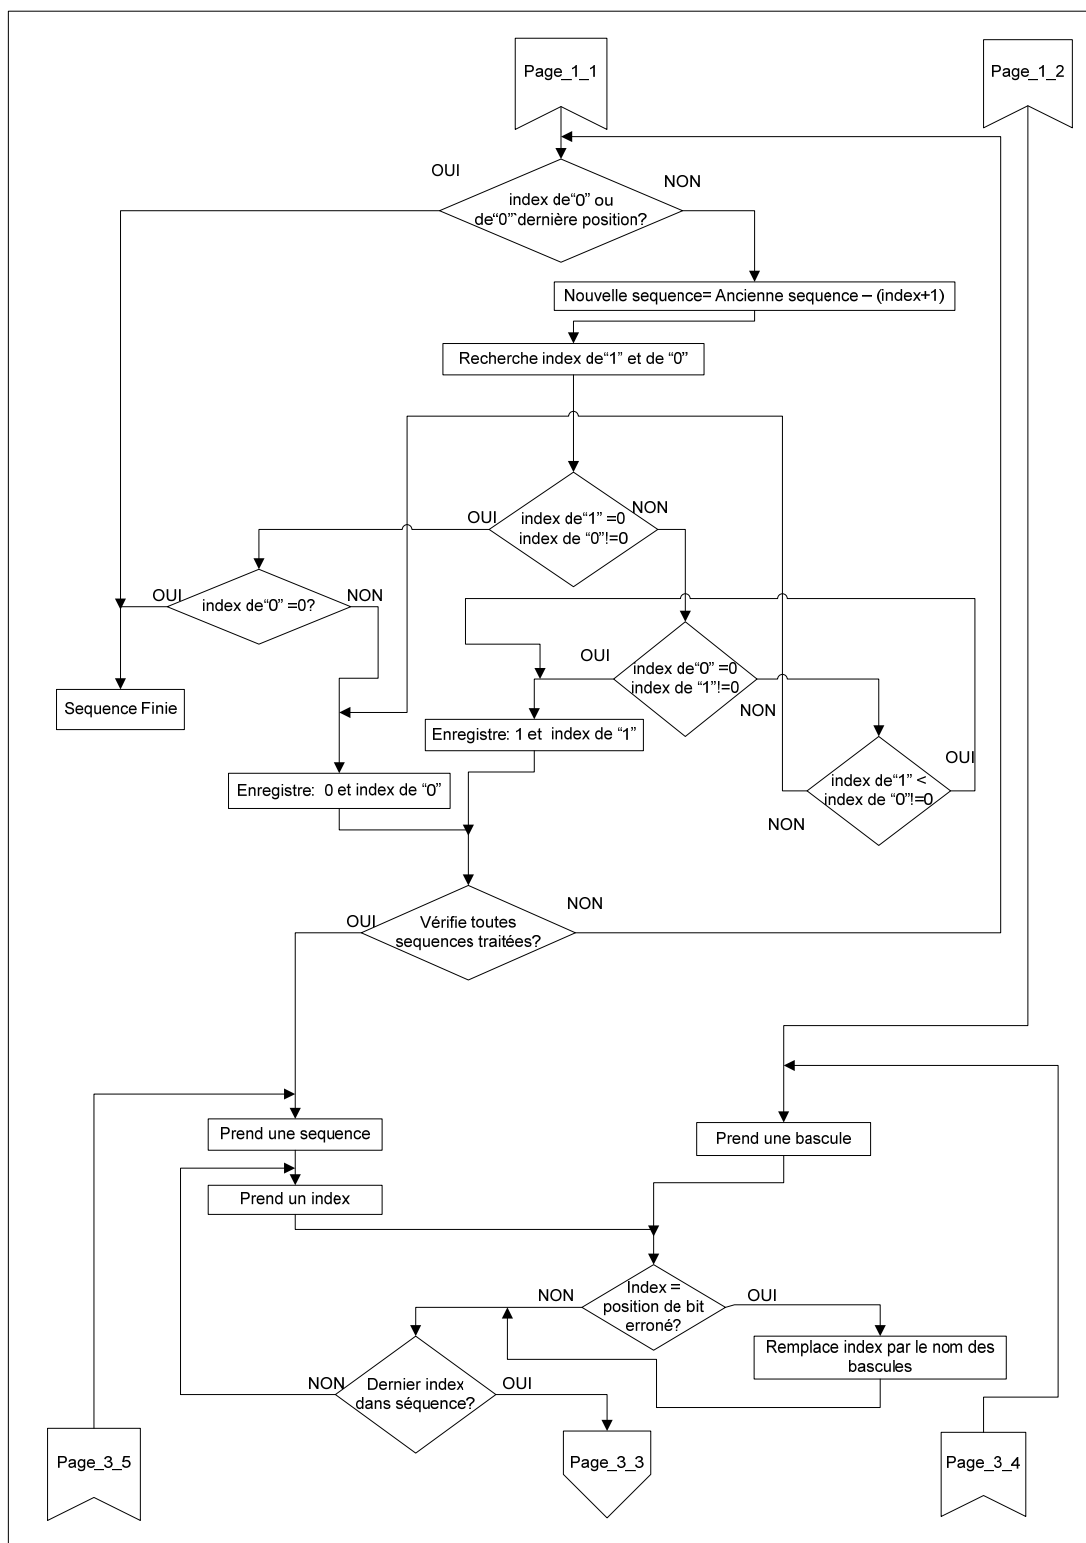 Page_1_1
Page_1_2
OUI
NON
index de“0” ou
de“0”`dernière position?
Nouvelle sequence= Ancienne sequence – (index+1)
Recherche index de“1” et de “0”
OUI
NON
index de“1” =0
index de “0”!=0
OUI
NON
index de“0” =0?
OUI
index de“0” =0
index de “1”!=0
NON
Sequence Finie
Enregistre: 1 et index de “1”
OUI
index de“1” <
index de “0”!=0
NON
Enregistre: 0 et index de “0”
OUI
NON
Vérifie toutes
sequences traitées?
Prend une sequence
Prend une bascule
Prend un index
NON
Index =
position de bit
erroné?
OUI
Remplace index par le nom des
bascules
NON
Dernier index
dans séquence?
OUI
Page_3_5
Page_3_3
Page_3_4